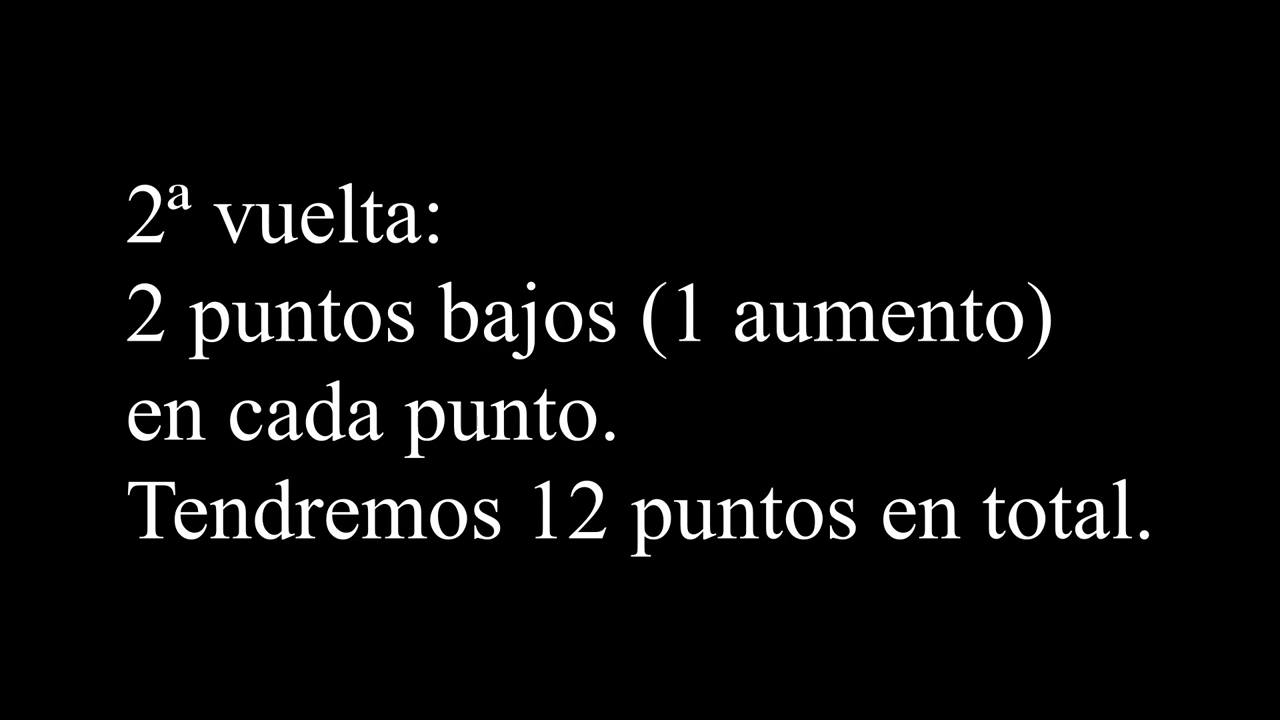 2ª vuelta:
2 puntos bajos (1 aumento)
en cada punto.
Tendremos 12 puntos en total.